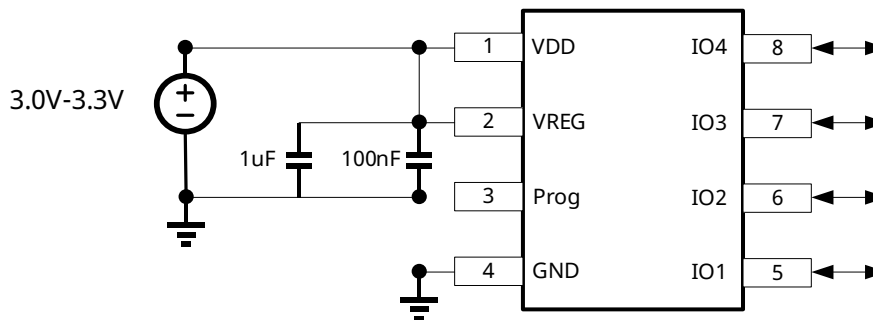 1 VDD IO4 8
3.0V-3.3V
+
−
2 VREG IO3 7
1uF 100nF
3 Prog IO2 6
4 GND IO1 5